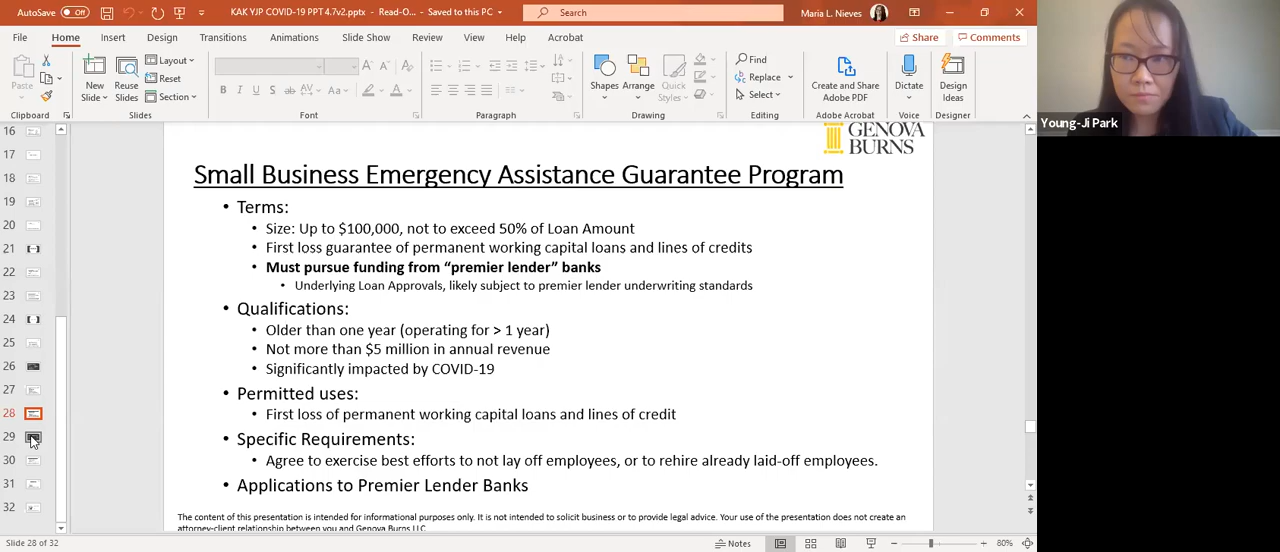 AutoSave Off KAK YJP COVID-19 PPT 4.7v2.pptx - Read-O... - Saved to this PC Search Maria L. Nieves
File Home Insert Design Transitions Animations Slide Show Review View Help Acrobat Share Comments
Paste New Slide Reuse Slides Layout Reset Section Shapes Arrange Quick Styles Find Replace Select Create and Share Adobe PDF Dictate Design Ideas
Clipboard Slides Font Paragraph Drawing Editing Adobe Acrobat Voice Designer
Young-Ji Park
16
17
18
19
20
21
22
23
24
25
26
27
28
29
30
31
32
GENOVA
BURNS
Small Business Emergency Assistance Guarantee Program
• Terms:
• Size: Up to $100,000, not to exceed 50% of Loan Amount
• First loss guarantee of permanent working capital loans and lines of credits
• Must pursue funding from “premier lender” banks
• Underlying Loan Approvals, likely subject to premier lender underwriting standards
• Qualifications:
• Older than one year (operating for > 1 year)
• Not more than $5 million in annual revenue
• Significantly impacted by COVID-19
• Permitted uses:
• First loss of permanent working capital loans and lines of credit
• Specific Requirements:
• Agree to exercise best efforts to not lay off employees, or to rehire already laid-off employees.
• Applications to Premier Lender Banks
The content of this presentation is intended for informational purposes only. It is not intended to solicit business or to provide legal advice. Your use of the presentation does not create an
attorney-client relationship between you and Genova Burns LLC
Slide 28 of 32 Notes 80%